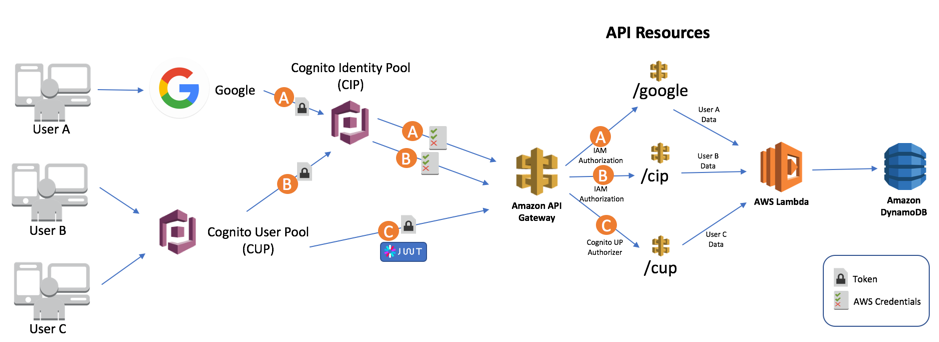 API Resources
User A
Google
A
Cognito Identity Pool
(CIP)
A
B
User B
B
Cognito User Pool
(CUP)
C
JWT
User C
Amazon API
Gateway
A
IAM
Authorization
/google
User A
Data
B
IAM
Authorization
/cip
User B
Data
C
Cognito UP
Authorizer
/cup
User C
Data
AWS Lambda
Amazon
DynamoDB
Token
AWS Credentials